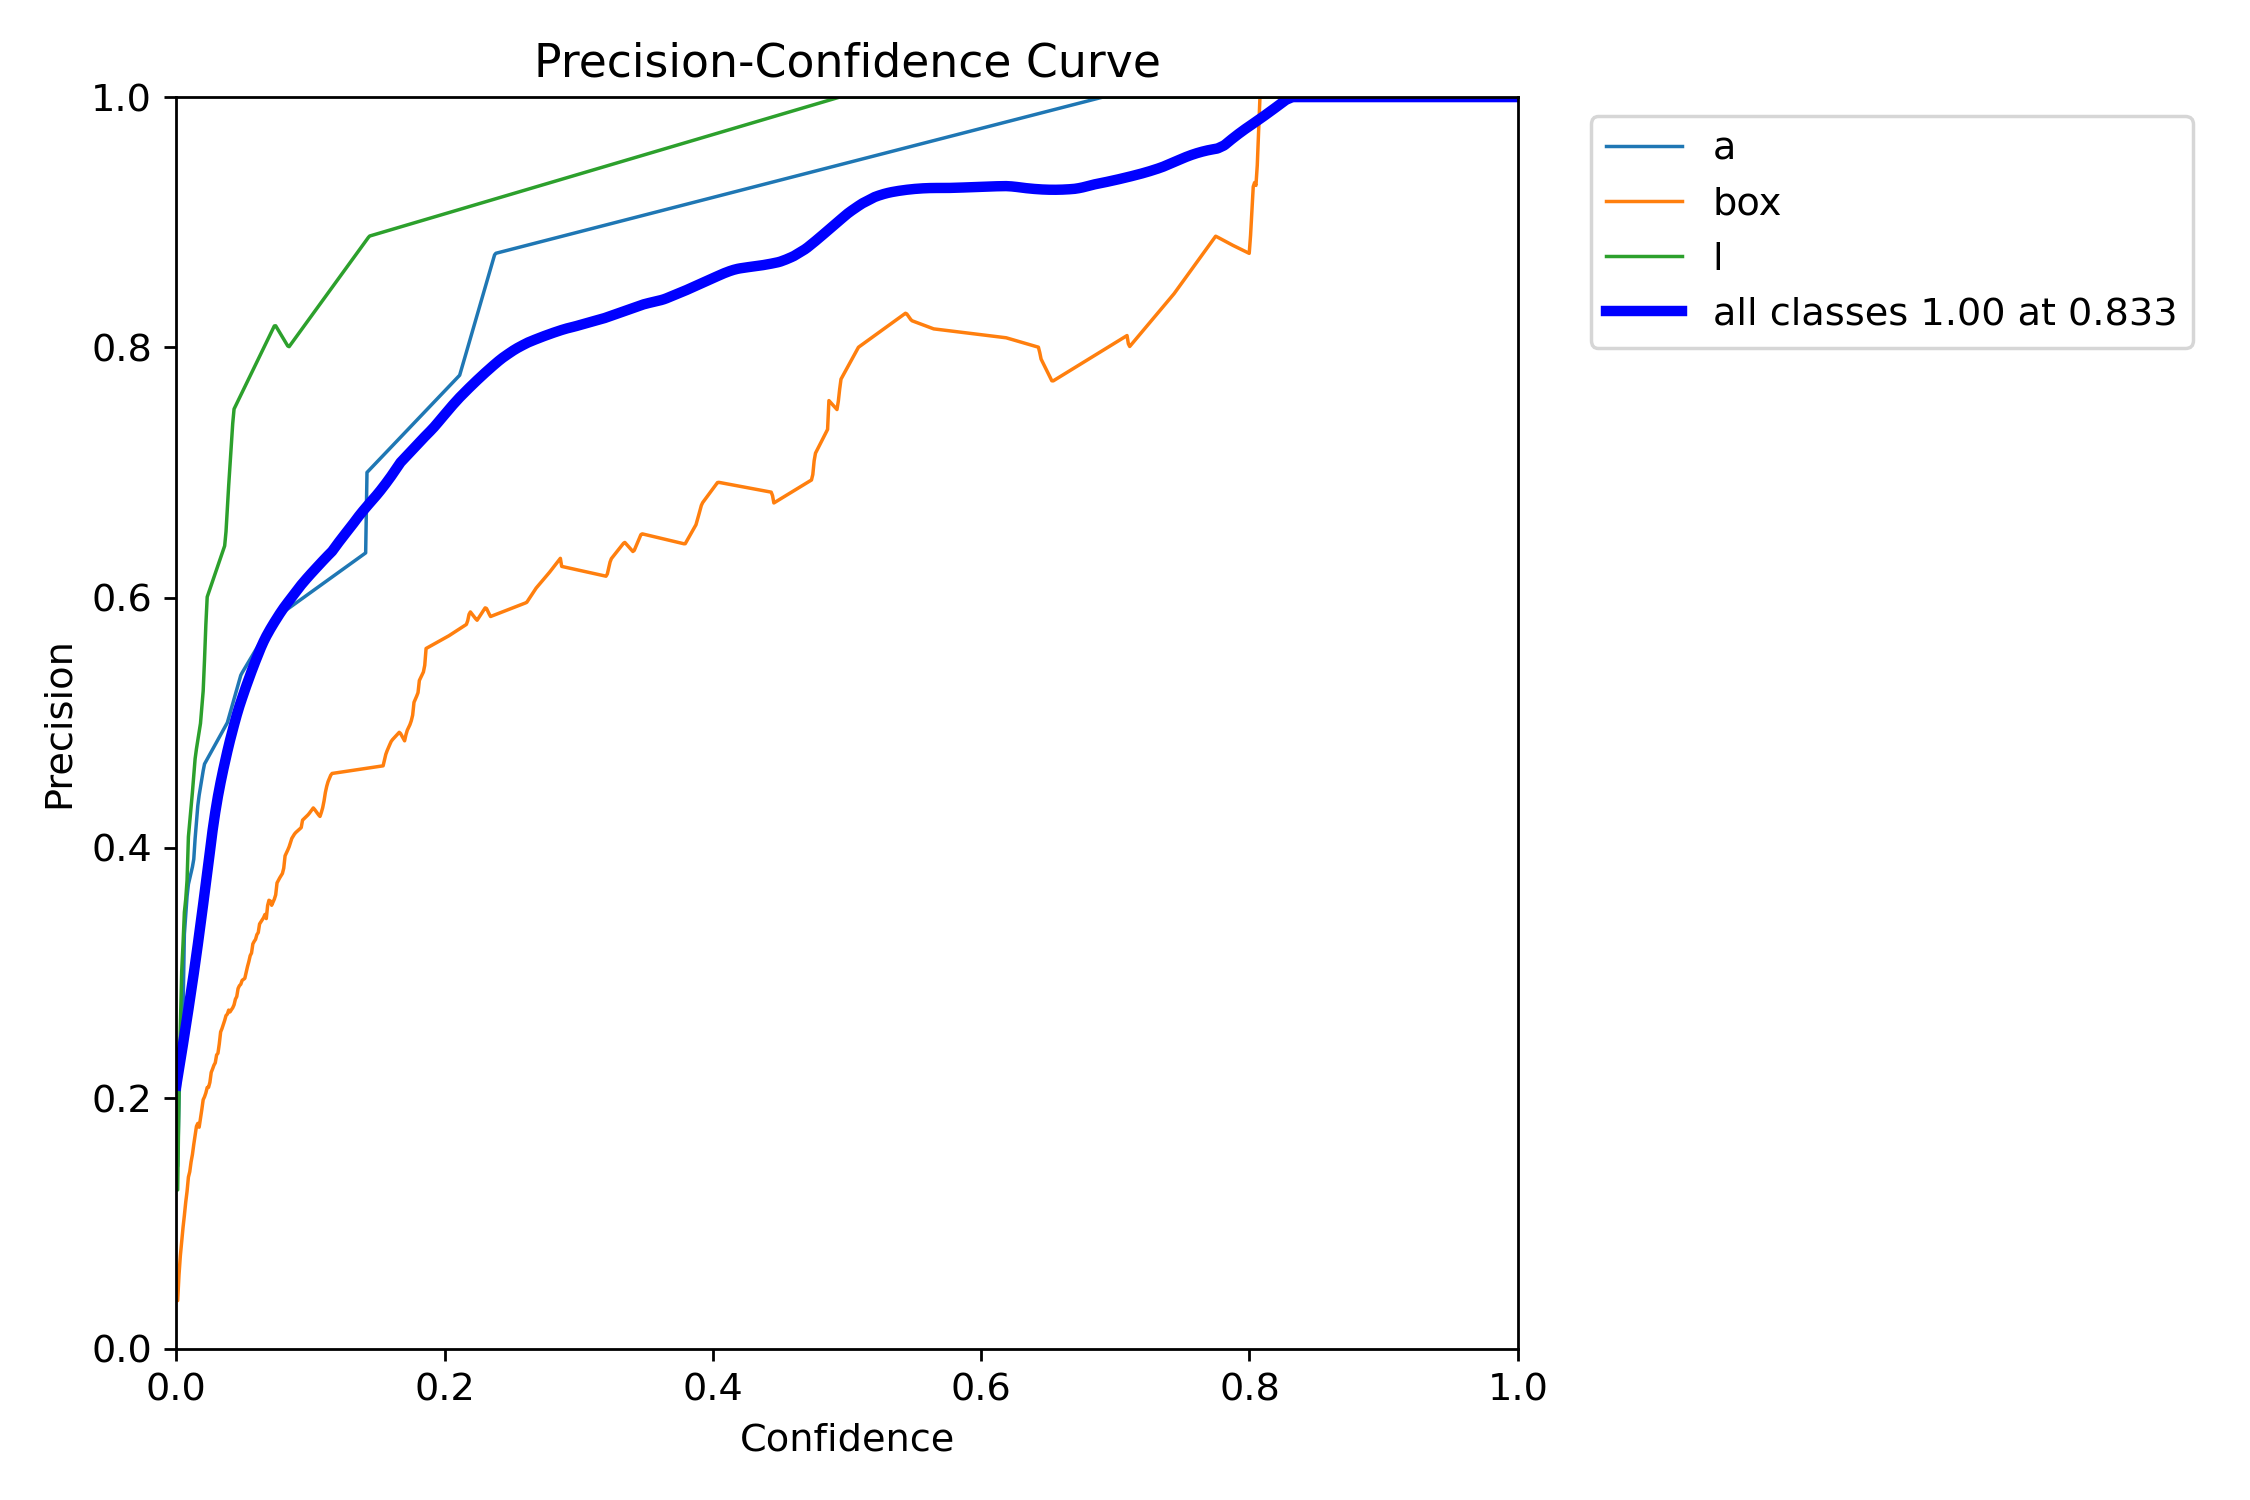 Precision-Confidence Curve
1.0
0.8
0.6
0.4
0.2
0.0
Precision
0.0 0.2 0.4 0.6 0.8 1.0
Confidence
a
box
l
all classes 1.00 at 0.833